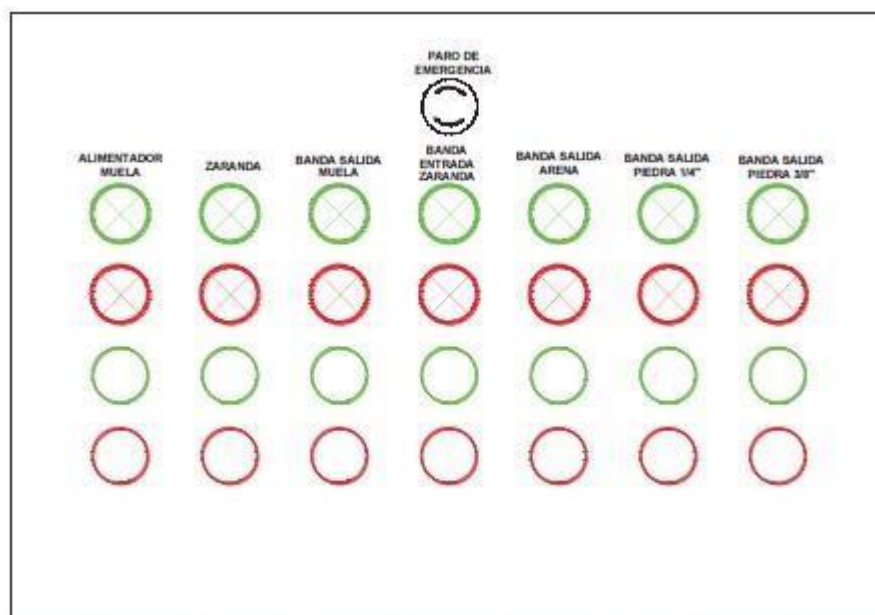 PARO DE
EMERGENCIA
ALIMENTADOR
MUELA
ZARANDA
BANDA SALIDA
MUELA
BANDA
ENTRADA
ZARANDA
BANDA SALIDA
ARENA
BANDA SALIDA
PIEDRA 1/4"
BANDA SALIDA
PIEDRA 3/8"